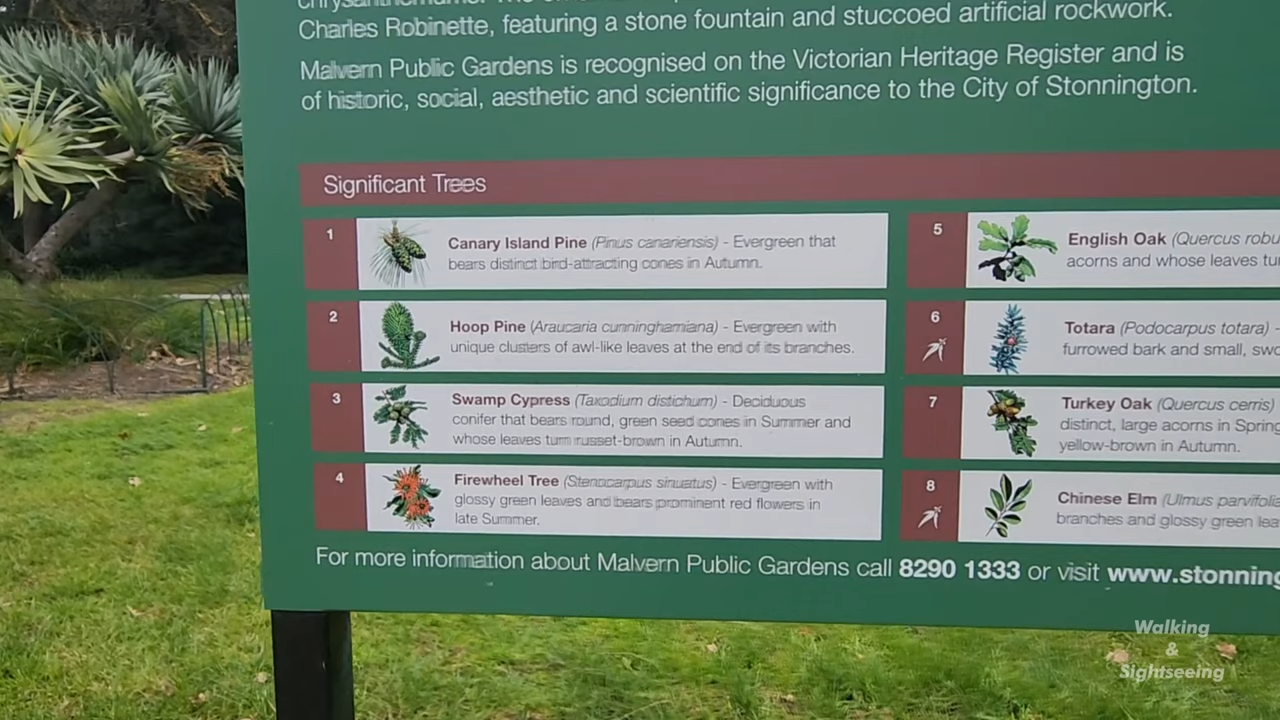 Charles Robinette, featuring a stone fountain and stuccoed artificial rockwork.
Malvern Public Gardens is recognised on the Victorian Heritage Register and is
of historic, social, aesthetic and scientific significance to the City of Stonnington.
Significant Trees
1
Canary Island Pine (Pinus canariensis) - Evergreen that
bears distinct bird-attracting cones in Autumn.
2
Hoop Pine (Araucaria cunninghamiana) - Evergreen with
unique clusters of awl-like leaves at the end of its branches.
3
Swamp Cypress (Taxodium distichum) - Deciduous
conifer that bears round, green seed cones in Summer and
whose leaves turn russet-brown in Autumn.
4
Firewheel Tree (Stenocarpus sinuatus) - Evergreen with
glossy green leaves and bears prominent red flowers in
late Summer.
5
English Oak (Quercus robu
acorns and whose leaves tu
6
Totara (Podocarpus totara) -
furrowed bark and small, swo
7
Turkey Oak (Quercus cerris)
distinct, large acorns in Spring
yellow-brown in Autumn.
8
Chinese Elm (Ulmus parvifolia
branches and glossy green lea
For more information about Malvern Public Gardens call 8290 1333 or visit www.stonning
Walking
&
Sightseeing